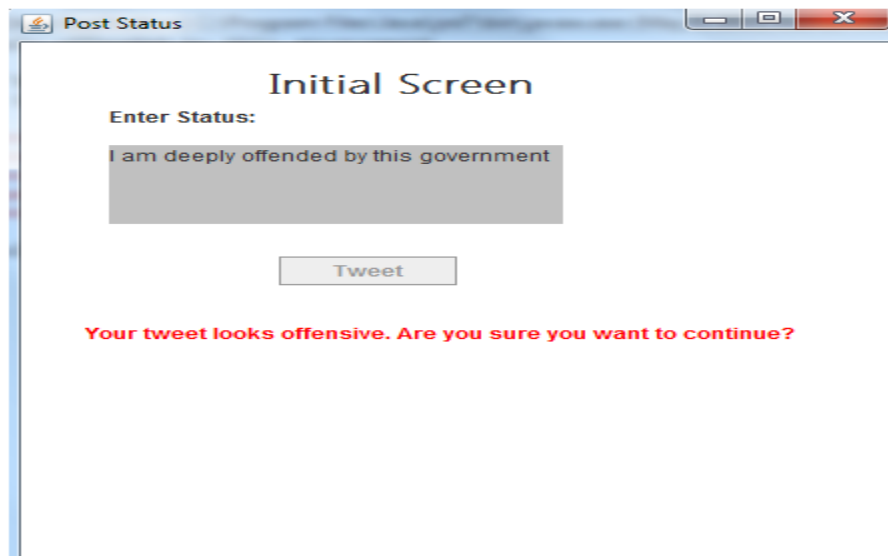 Post Status
Initial Screen
Enter Status:
I am deeply offended by this government
Tweet
Your tweet looks offensive. Are you sure you want to continue?